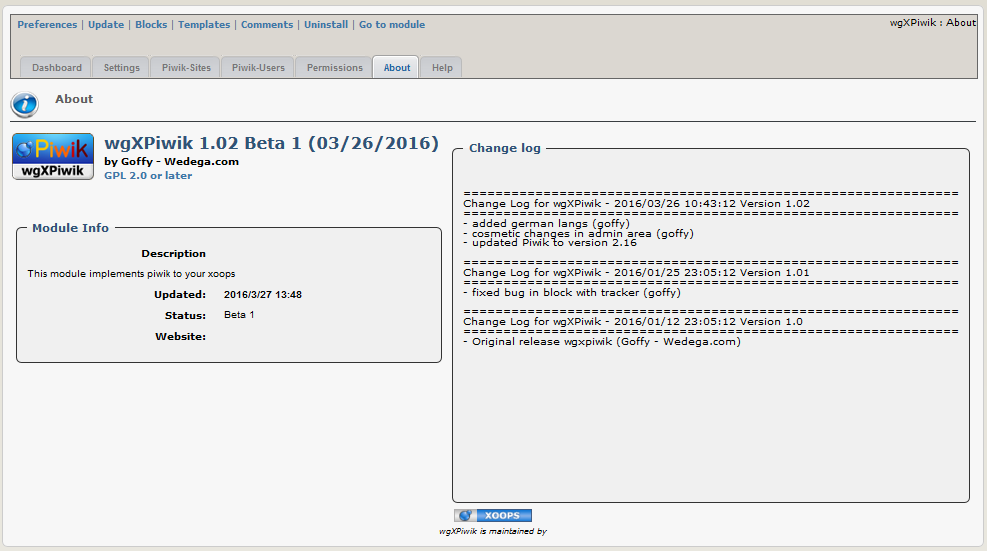 Preferences | Update | Blocks | Templates | Comments | Uninstall | Go to module
wgXPiwik : About
Dashboard Settings Piwik-Sites Piwik-Users Permissions About Help
About
Piwik
wgXPiwik
wgXPiwik 1.02 Beta 1 (03/26/2016)
by Goffy - Wedega.com
GPL 2.0 or later
Module Info
Description
This module implements piwik to your xoops
Updated: 2016/3/27 13:48
Status: Beta 1
Website:
Change log
==============================================================
Change Log for wgXPiwik - 2016/03/26 10:43:12 Version 1.02
==============================================================
- added german langs (goffy)
- cosmetic changes in admin area (goffy)
- updated Piwik to version 2.16
==============================================================
Change Log for wgXPiwik - 2016/01/25 23:05:12 Version 1.01
==============================================================
- fixed bug in block with tracker (goffy)
==============================================================
Change Log for wgXPiwik - 2016/01/12 23:05:12 Version 1.0
==============================================================
- Original release wgxpiwik (Goffy - Wedega.com)
XOOPS
wgXPiwik is maintained by